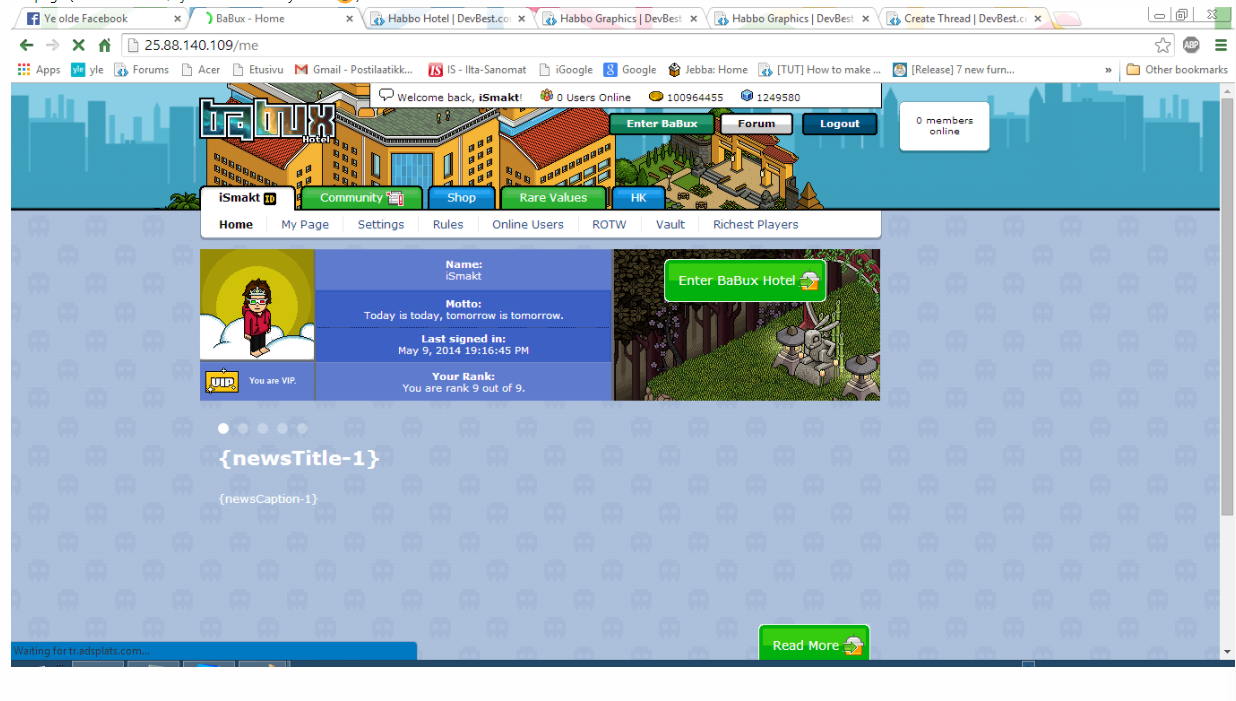 Ye olde Facebook
BaBux - Home
Habbo Hotel | DevBest.co
Habbo Graphics | DevBest
Habbo Graphics | DevBest
Create Thread | DevBest.c
25.88.140.109/me
ABP
Apps
yle yle
Forums
Acer
Etusivu
Gmail - Postilaatikk...
IS IS - Ilta-Sanomat
iGoogle
8 Google
Jebba: Home
[TUT] How to make ...
[Release] 7 new furn...
»
Other bookmarks
Welcome back, iSmakt!
0 Users Online
100964455
1249580
babux
Hotel
Enter BaBux
Forum
Logout
0 members
online
iSmakt ID
Community
Shop
Rare Values
HK
Home
My Page
Settings
Rules
Online Users
ROTW
Vault
Richest Players
Name:
iSmakt
Motto:
Today is today, tomorrow is tomorrow.
Last signed in:
May 9, 2014 19:16:45 PM
VIP
You are VIP.
Your Rank:
You are rank 9 out of 9.
Enter BaBux Hotel
{newsTitle-1}
{newsCaption-1}
Read More
Waiting for tr.adsplats.com...